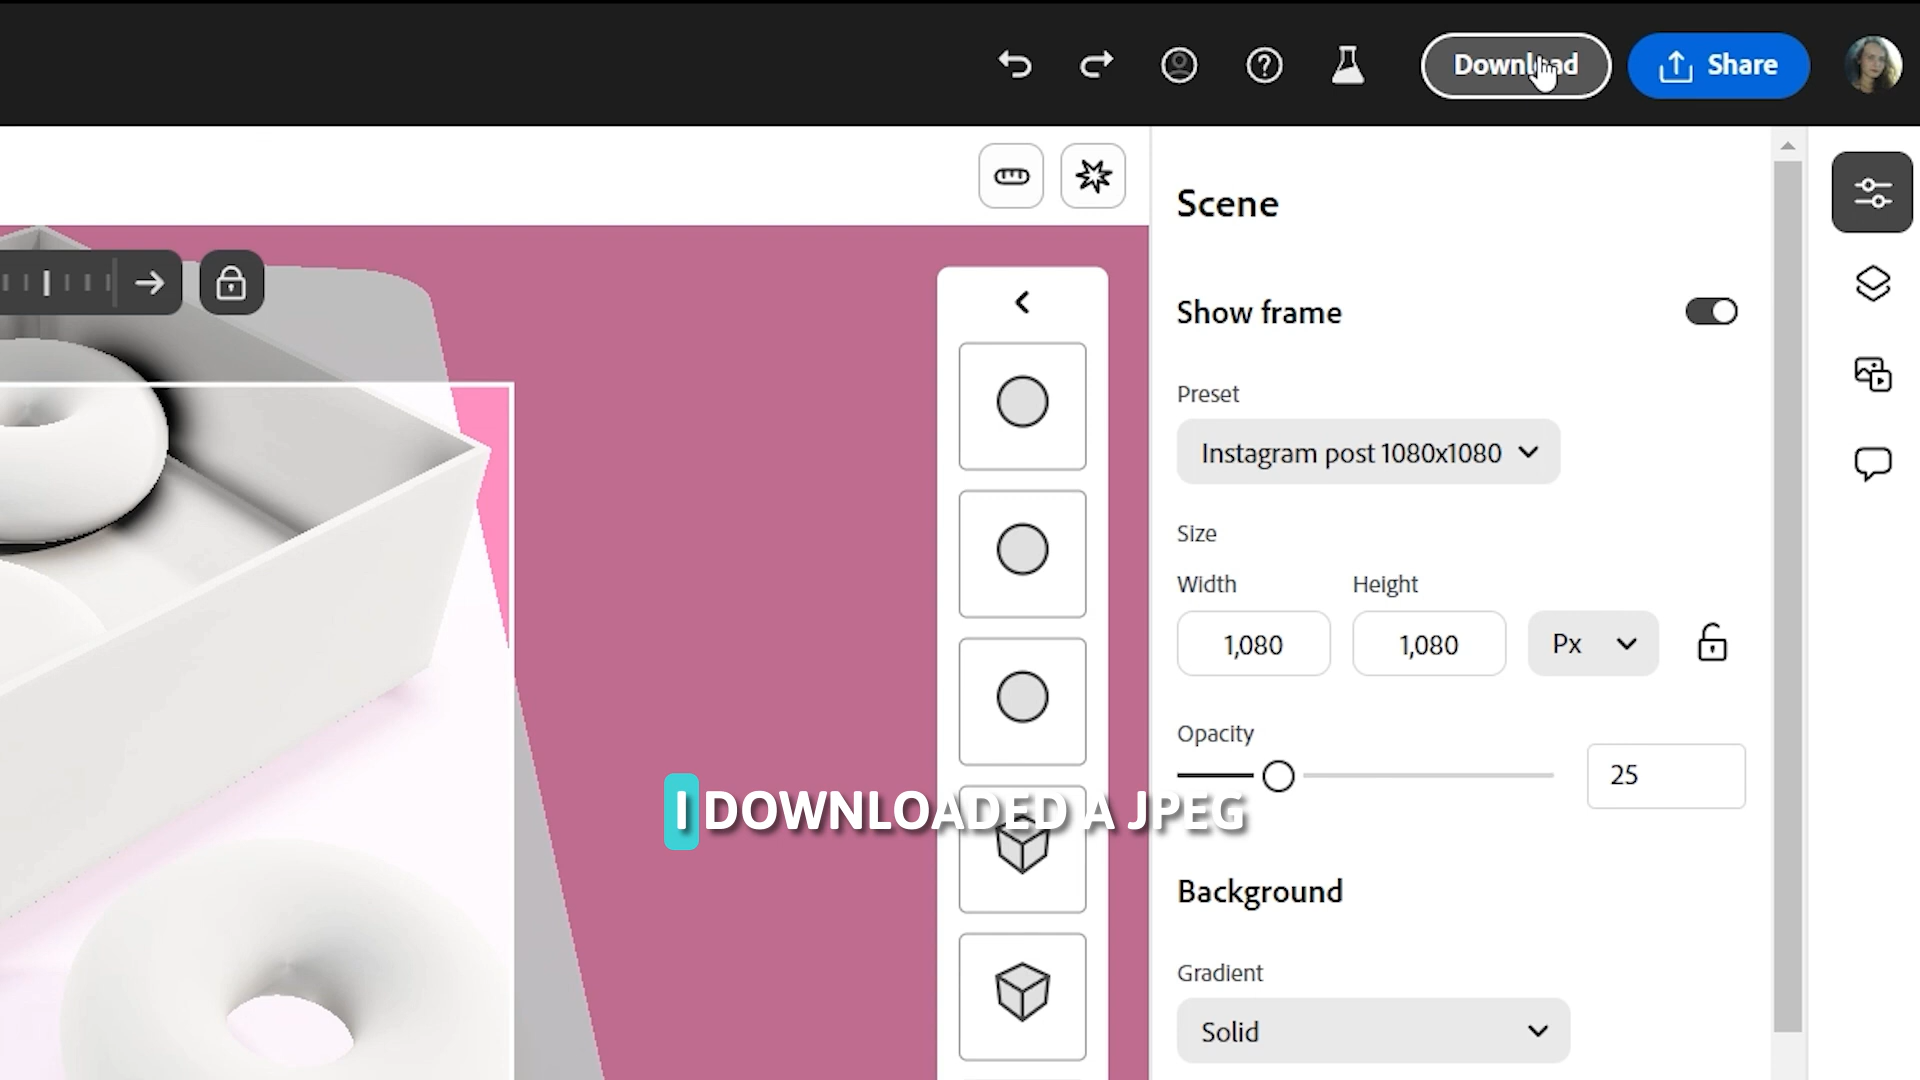 Download
Share
Scene
Show frame
Preset
Instagram post 1080x1080
Size
Width
Height
1,080
1,080
Px
Opacity
25
I DOWNLOADED A JPEG
Background
Gradient
Solid